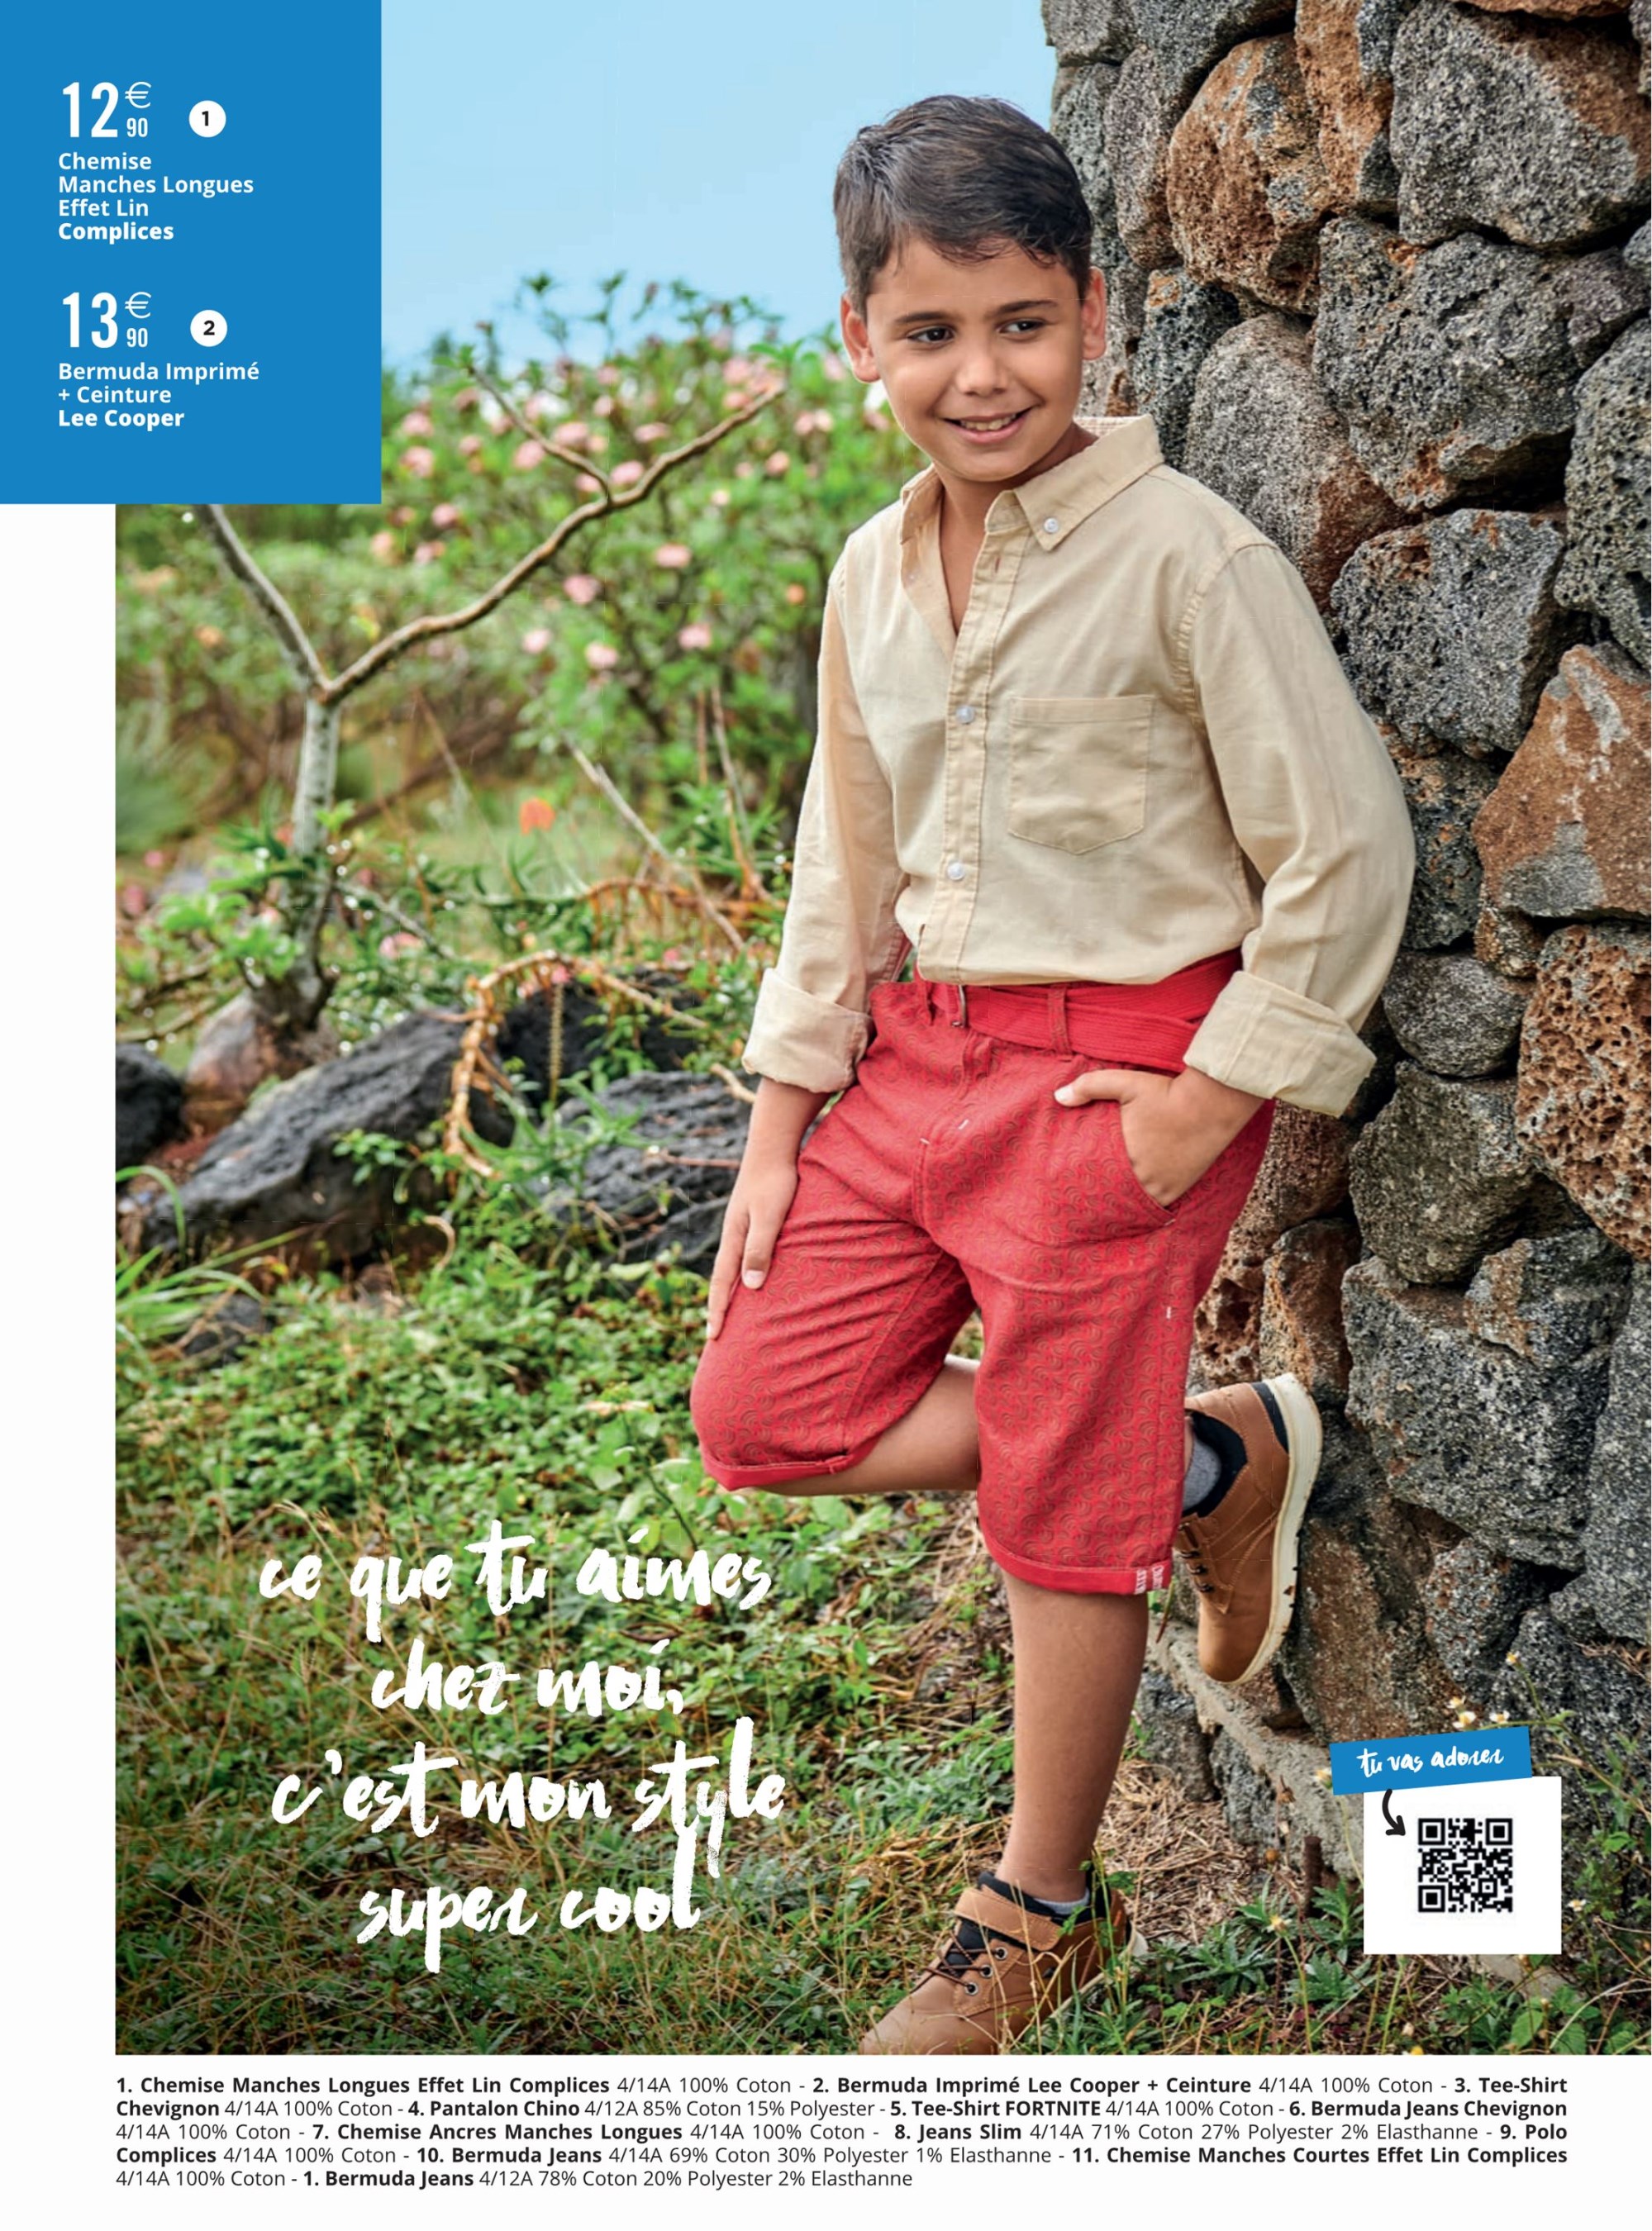 12€90 1
Chemise
Manches Longues
Effet Lin
Complices
13€90 2
Bermuda Imprimé
+ Ceinture
Lee Cooper
ce que tu aimes
chez moi,
c'est mon style
super cool
tu vas adorer
1. Chemise Manches Longues Effet Lin Complices 4/14A 100% Coton - 2. Bermuda Imprimé Lee Cooper + Ceinture 4/14A 100% Coton - 3. Tee-Shirt
Chevignon 4/14A 100% Coton - 4. Pantalon Chino 4/12A 85% Coton 15% Polyester - 5. Tee-Shirt FORTNITE 4/14A 100% Coton - 6. Bermuda Jeans Chevignon
4/14A 100% Coton - 7. Chemise Ancres Manches Longues 4/14A 100% Coton - 8. Jeans Slim 4/14A 71% Coton 27% Polyester 2% Elasthanne - 9. Polo
Complices 4/14A 100% Coton - 10. Bermuda Jeans 4/14A 69% Coton 30% Polyester 1% Elasthanne - 11. Chemise Manches Courtes Effet Lin Complices
4/14A 100% Coton - 1. Bermuda Jeans 4/12A 78% Coton 20% Polyester 2% Elasthanne